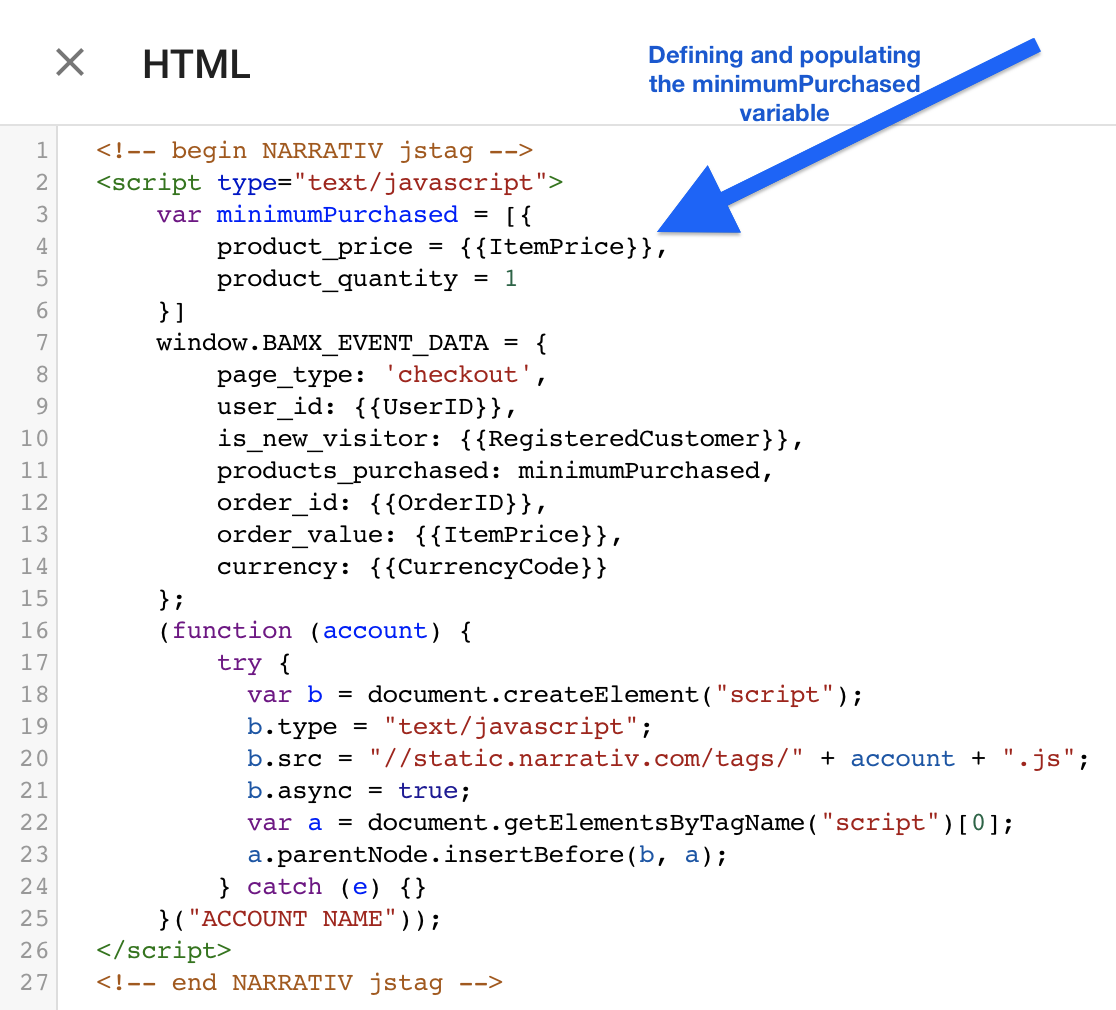 HTML
Defining and populating
the minimumPurchased
variable
1 <!-- begin NARRATIV jstag -->
2 <script type="text/javascript">
3     var minimumPurchased = [{
4         product_price = {{ItemPrice}},
5         product_quantity = 1
6     }]
7     window.BAMX_EVENT_DATA = {
8         page_type: 'checkout',
9         user_id: {{UserID}},
10         is_new_visitor: {{RegisteredCustomer}},
11         products_purchased: minimumPurchased,
12         order_id: {{OrderID}},
13         order_value: {{ItemPrice}},
14         currency: {{CurrencyCode}}
15     };
16     (function (account) {
17         try {
18           var b = document.createElement("script");
19           b.type = "text/javascript";
20           b.src = "//static.narrativ.com/tags/" + account + ".js";
21           b.async = true;
22           var a = document.getElementsByTagName("script")[0];
23           a.parentNode.insertBefore(b, a);
24         } catch (e) {}
25     }("ACCOUNT NAME"));
26 </script>
27 <!-- end NARRATIV jstag -->